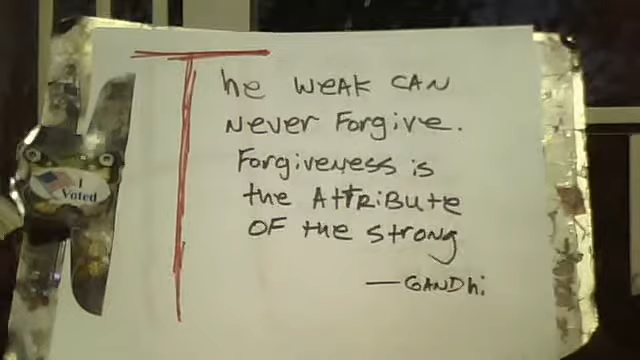 The weak can
never forgive.
Forgiveness is
the attribute
of the strong
—Gandhi
I
Voted